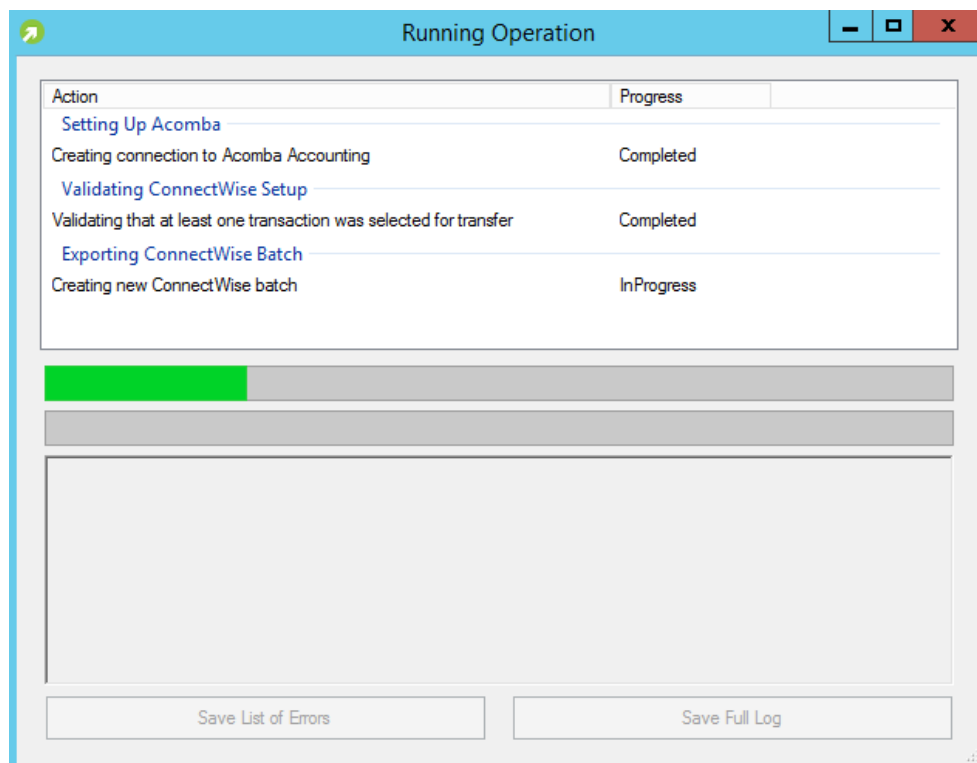 Running Operation
Action Progress
Setting Up Acomba
Creating connection to Acomba Accounting Completed
Validating ConnectWise Setup
Validating that at least one transaction was selected for transfer Completed
Exporting ConnectWise Batch
Creating new ConnectWise batch InProgress
Save List of Errors Save Full Log